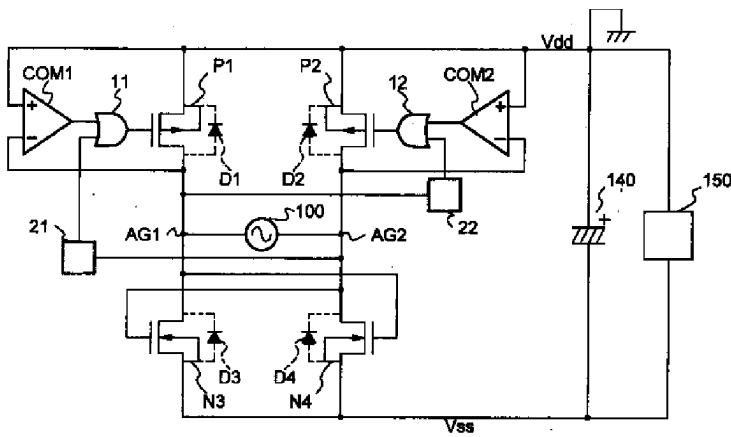 Vdd
COM1
11
P1
P2
12
COM2
+
−
+
−
D1
D2
140
+
150
21
AG1
100
AG2
22
D3
D4
N3
N4
Vss